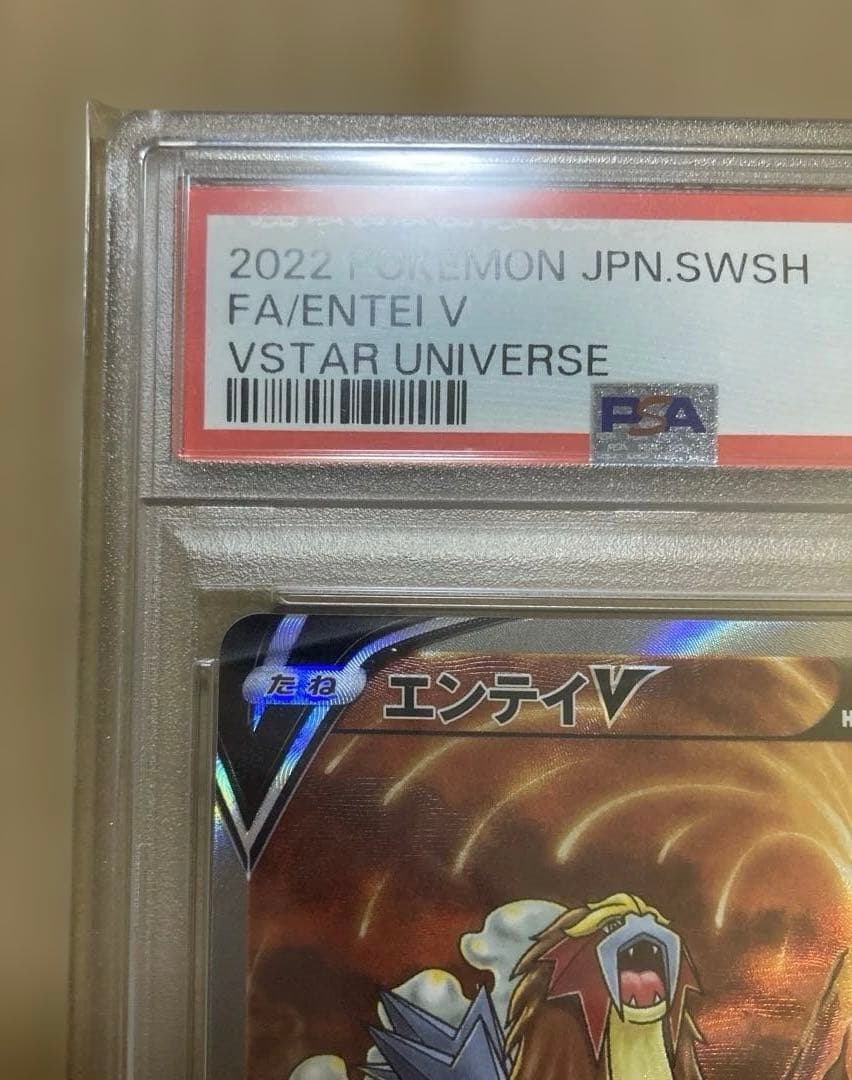 2022 POKEMON JPN.SWSH
FA/ENTEI V
VSTAR UNIVERSE
PSA
たね エンテイV H